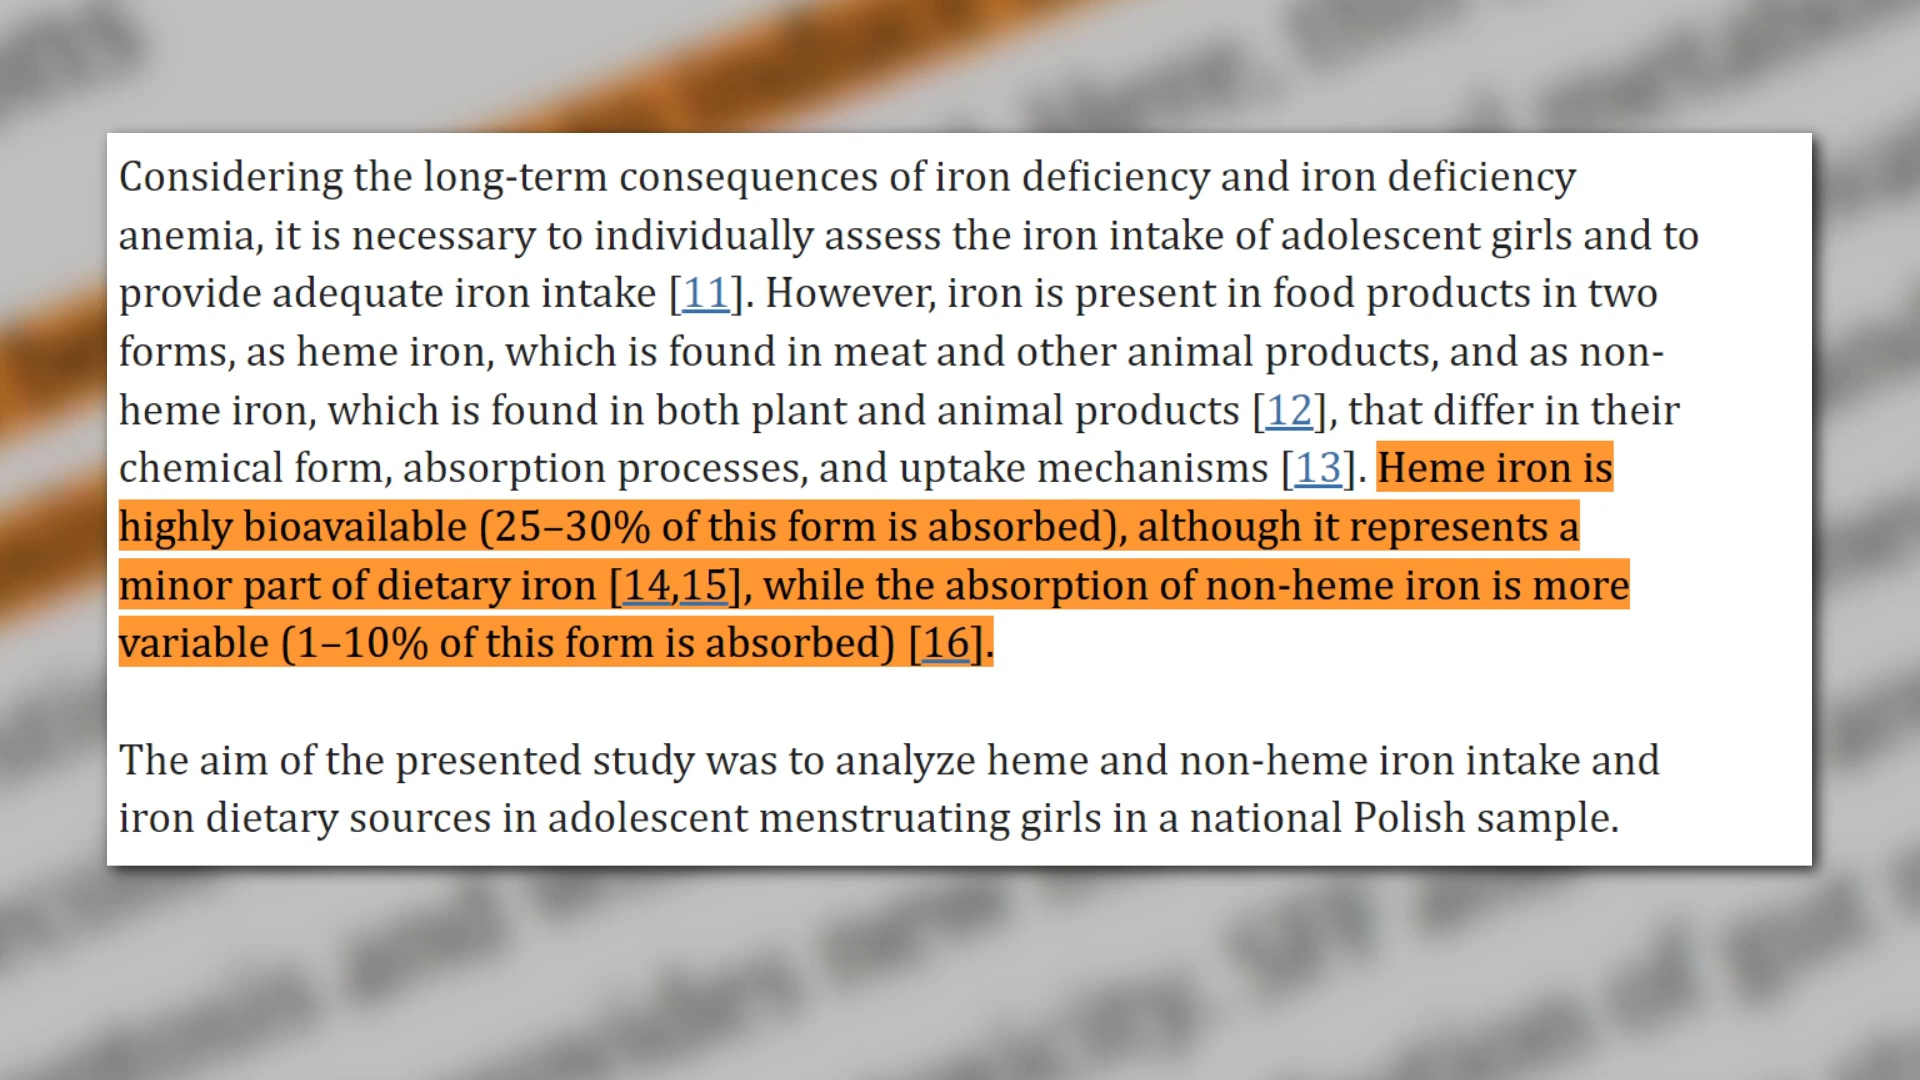 Considering the long-term consequences of iron deficiency and iron deficiency
anemia, it is necessary to individually assess the iron intake of adolescent girls and to
provide adequate iron intake [11]. However, iron is present in food products in two
forms, as heme iron, which is found in meat and other animal products, and as non-
heme iron, which is found in both plant and animal products [12], that differ in their
chemical form, absorption processes, and uptake mechanisms [13]. Heme iron is
highly bioavailable (25–30% of this form is absorbed), although it represents a
minor part of dietary iron [14,15], while the absorption of non-heme iron is more
variable (1–10% of this form is absorbed) [16].
The aim of the presented study was to analyze heme and non-heme iron intake and
iron dietary sources in adolescent menstruating girls in a national Polish sample.